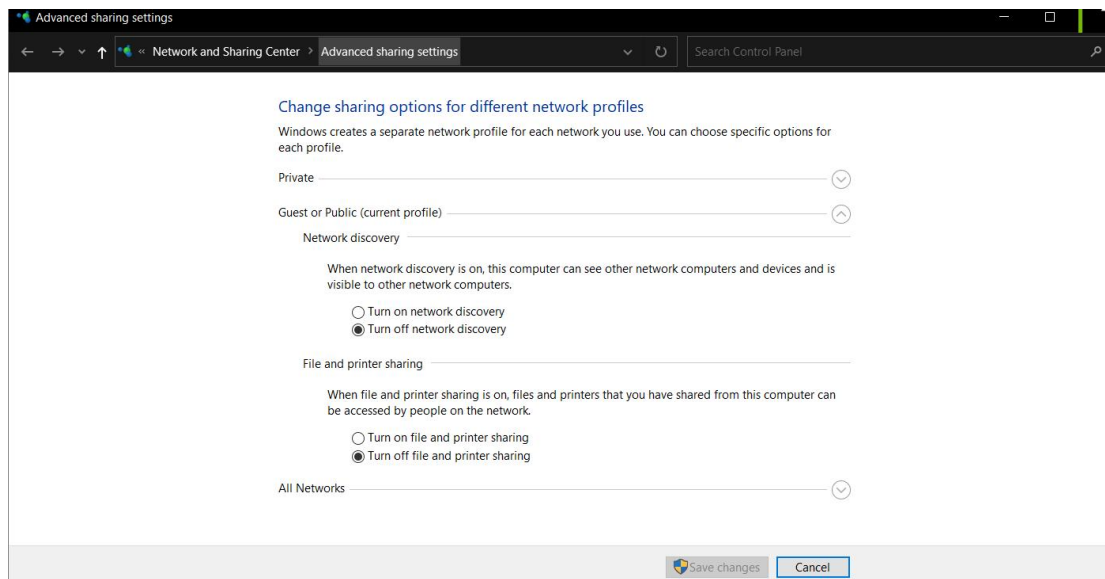 Advanced sharing settings
« Network and Sharing Center > Advanced sharing settings
Search Control Panel
Change sharing options for different network profiles
Windows creates a separate network profile for each network you use. You can choose specific options for
each profile.
Private
Guest or Public (current profile)
Network discovery
When network discovery is on, this computer can see other network computers and devices and is
visible to other network computers.
Turn on network discovery
Turn off network discovery
File and printer sharing
When file and printer sharing is on, files and printers that you have shared from this computer can
be accessed by people on the network.
Turn on file and printer sharing
Turn off file and printer sharing
All Networks
Save changes Cancel